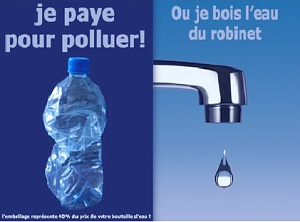 je paye
pour polluer!
Ou je bois l'eau
du robinet
l'emballage représente 40% du prix de votre bouteille d'eau !